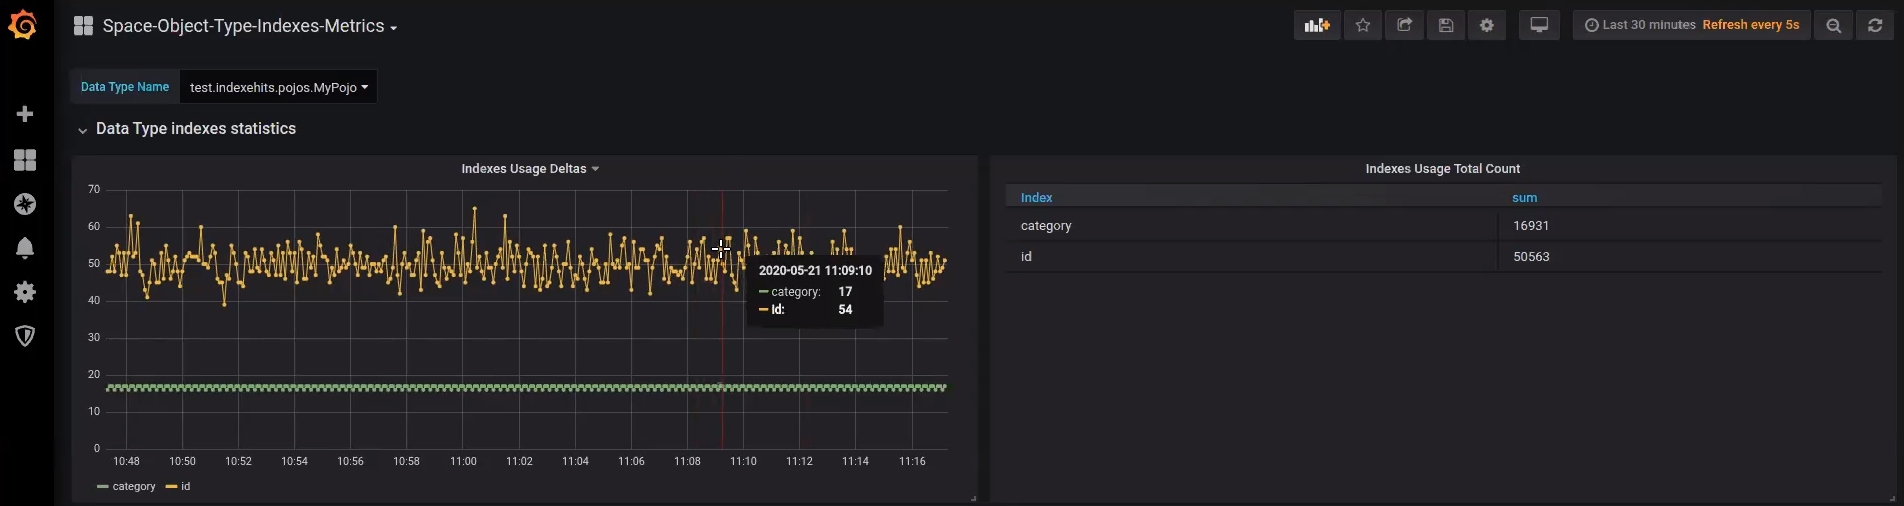 Space-Object-Type-Indexes-Metrics
Last 30 minutes Refresh every 5s
Data Type Name test.indexehits.pojos.MyPojo
Data Type indexes statistics
Indexes Usage Deltas
70
60
50
40
30
20
10
0
10:48 10:50 10:52 10:54 10:56 10:58 11:00 11:02 11:04 11:06 11:08 11:10 11:12 11:14 11:16
2020-05-21 11:09:10
category: 17
id: 54
category id
Indexes Usage Total Count
Index sum
category 16931
id 50563